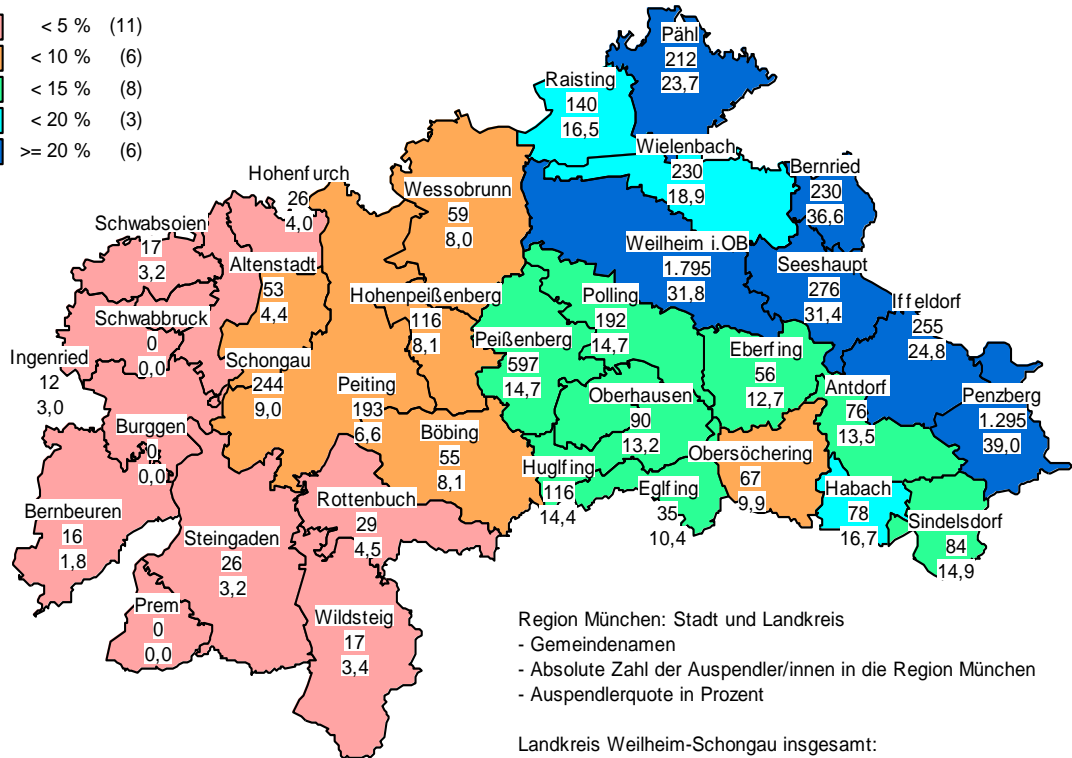 < 5 % (11)
< 10 % (6)
< 15 % (8)
< 20 % (3)
>= 20 % (6)
Pähl
212
23,7
Raisting
140
16,5
Wielenbach
230
18,9
Bernried
230
36,6
Hohenfurch
26
4,0
Wessobrunn
59
8,0
Schwabsoien
17
3,2
Altenstadt
53
4,4
Weilheim i.OB
1.795
31,8
Seeshaupt
276
31,4
Hohenpeißenberg
116
8,1
Polling
192
14,7
Iffeldorf
255
24,8
Schwabbruck
0
0,0
Peißenberg
597
14,7
Eberfing
56
12,7
Ingenried
12
3,0
Schongau
244
9,0
Peiting
193
6,6
Oberhausen
90
13,2
Antdorf
76
13,5
Penzberg
1.295
39,0
Burggen
0
0,0
Böbing
55
8,1
Huglfing
116
14,4
Obersöchering
67
9,9
Eglfing
35
10,4
Habach
78
16,7
Rottenbuch
29
4,5
Bernbeuren
16
1,8
Steingaden
26
3,2
Sindelsdorf
84
14,9
Prem
0
0,0
Wildsteig
17
3,4
Region München: Stadt und Landkreis
- Gemeindenamen
- Absolute Zahl der Auspendler/innen in die Region München
- Auspendlerquote in Prozent
Landkreis Weilheim-Schongau insgesamt: